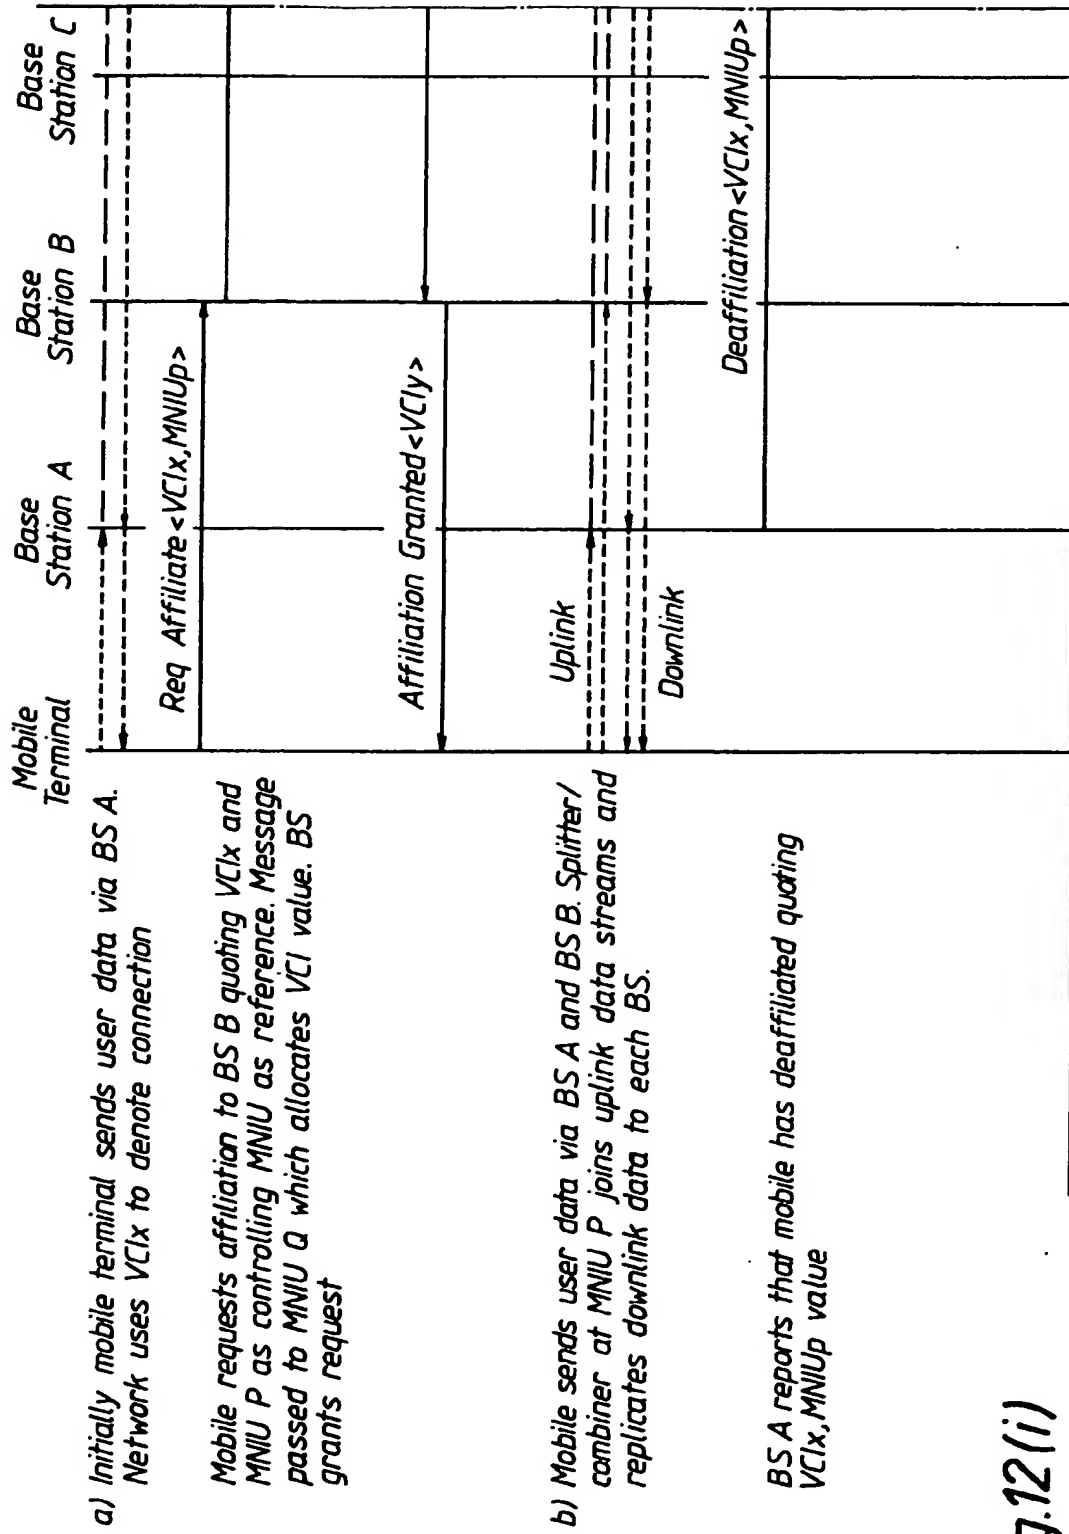 Mobile
Terminal
Base
Station A
Base
Station B
Base
Station C
a) Initially mobile terminal sends user data via BS A.
Network uses VCIx to denote connection
Req Affiliate<VCIx,MNIUp>
Mobile requests affiliation to BS B quoting VCIx and
MNIU P as controlling MNIU as reference. Message
passed to MNIU Q which allocates VCI value. BS
grants request
Affiliation Granted<VCIy>
Uplink
b) Mobile sends user data via BS A and BS B. Splitter/
combiner at MNIU P joins uplink data streams and
replicates downlink data to each BS.
Downlink
Deaffiliation<VCIx,MNIUp>
BS A reports that mobile has deaffiliated quoting
VCIx,MNIUp value
g.12(i)